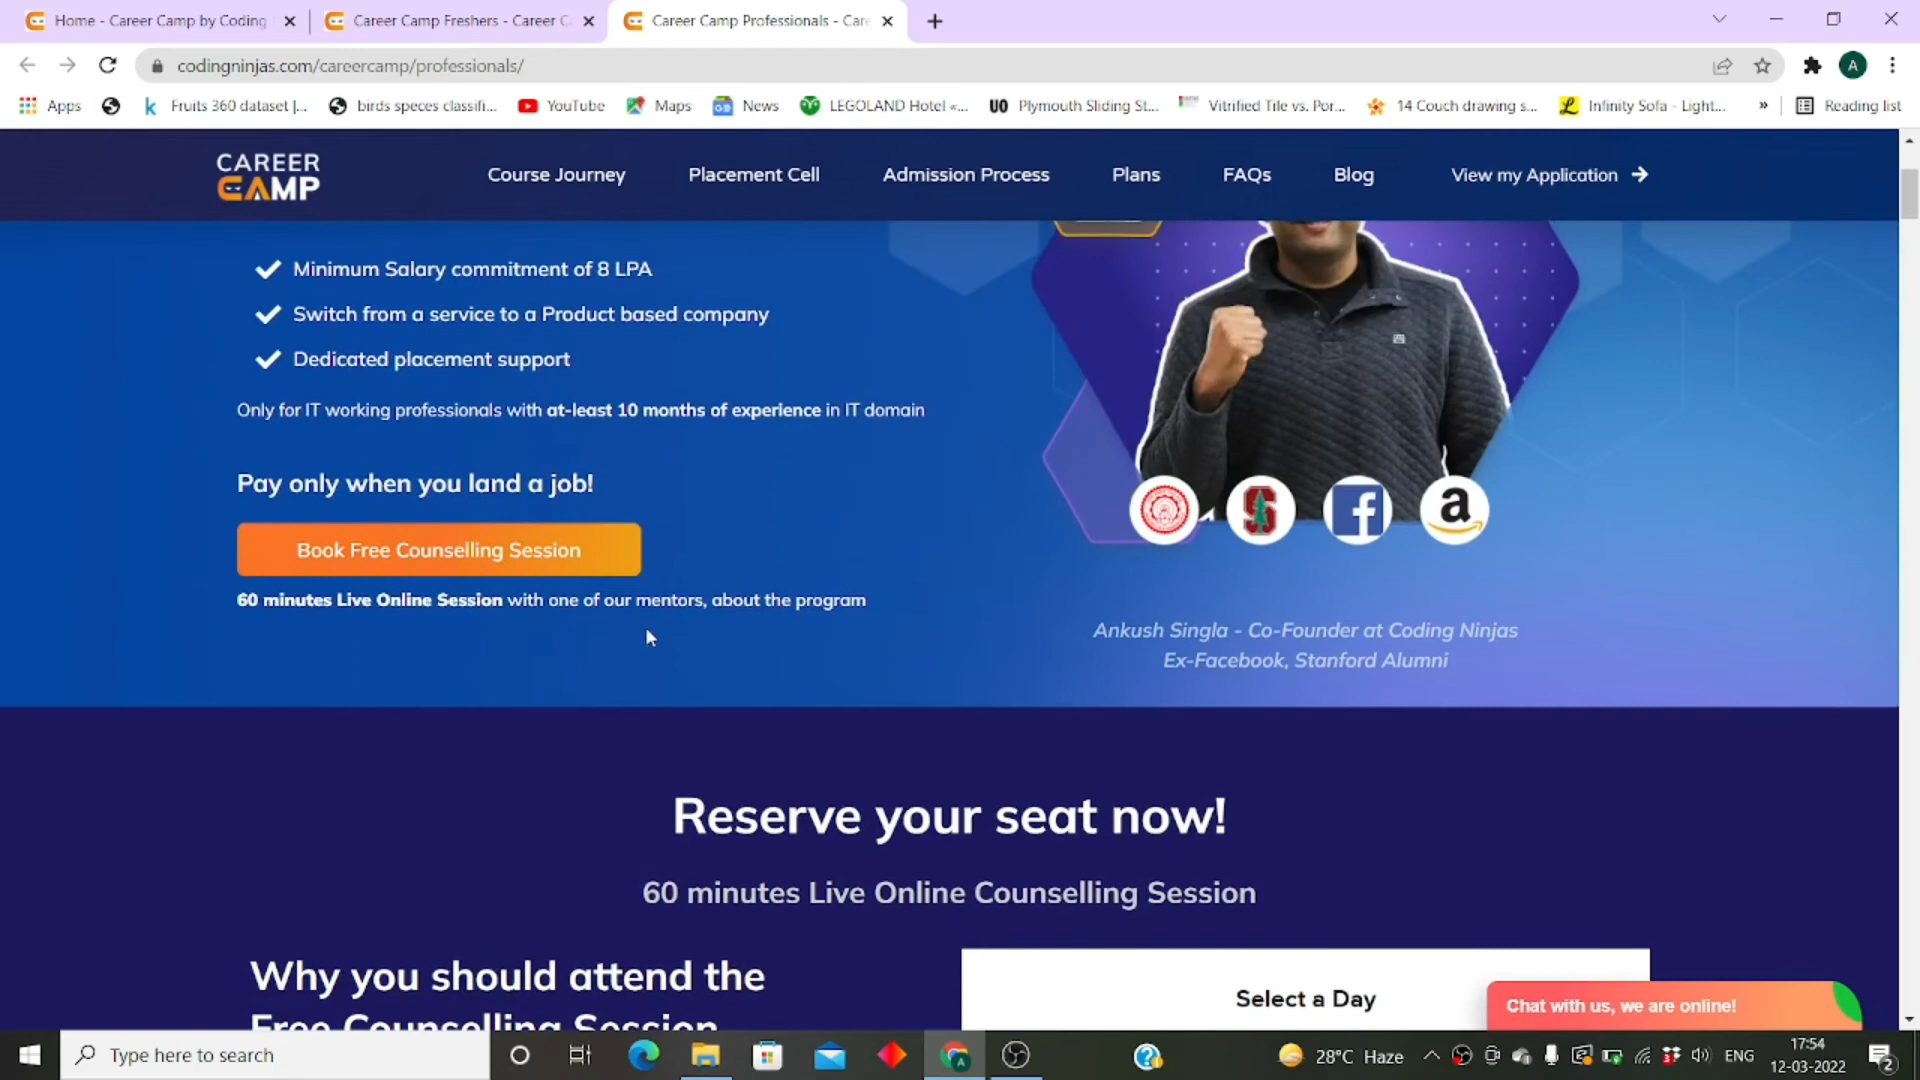 Home - Career Camp by Coding
Career Camp Freshers - Career C
Career Camp Professionals - Care
codingninjas.com/careercamp/professionals/
A
Apps
Fruits 360 dataset |...
birds speces classifi...
YouTube
Maps
News
LEGOLAND Hotel «...
UO Plymouth Sliding St...
Vitrified Tile vs. Por...
14 Couch drawing s...
Infinity Sofa - Light...
»
Reading list
CAREER
CAMP
Course Journey
Placement Cell
Admission Process
Plans
FAQs
Blog
View my Application
Minimum Salary commitment of 8 LPA
Switch from a service to a Product based company
Dedicated placement support
Only for IT working professionals with at-least 10 months of experience in IT domain
Pay only when you land a job!
Book Free Counselling Session
60 minutes Live Online Session with one of our mentors, about the program
Ankush Singla - Co-Founder at Coding Ninjas
Ex-Facebook, Stanford Alumni
Reserve your seat now!
60 minutes Live Online Counselling Session
Why you should attend the
Free Counselling Session
Select a Day
Chat with us, we are online!
Type here to search
28°C Haze
ENG
17:54
12-03-2022
2